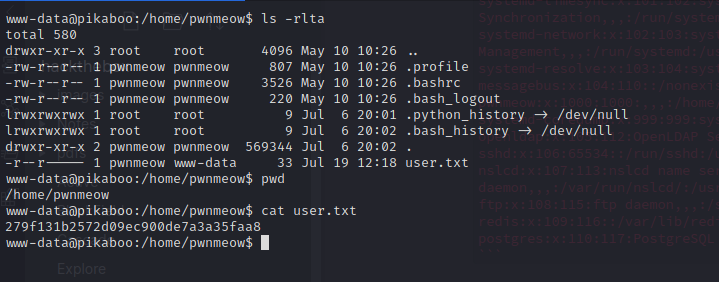 www-data@pikaboo:/home/pwnmeow$ ls -rlta
total 580
drwxr-xr-x 3 root root 4096 May 10 10:26 ..
-rw-r--r-- 1 pwnmeow pwnmeow 807 May 10 10:26 .profile
-rw-r--r-- 1 pwnmeow pwnmeow 3526 May 10 10:26 .bashrc
-rw-r--r-- 1 pwnmeow pwnmeow 220 May 10 10:26 .bash_logout
lrwxrwxrwx 1 root root 9 Jul 6 20:01 .python_history -> /dev/null
lrwxrwxrwx 1 root root 9 Jul 6 20:02 .bash_history -> /dev/null
drwxr-xr-x 2 pwnmeow pwnmeow 569344 Jul 6 20:02 .
-r--r----- 1 pwnmeow www-data 33 Jul 19 12:18 user.txt
www-data@pikaboo:/home/pwnmeow$ pwd
/home/pwnmeow
www-data@pikaboo:/home/pwnmeow$ cat user.txt
279f131b2572d09ec900de7a3a35faa8
www-data@pikaboo:/home/pwnmeow$
Explore